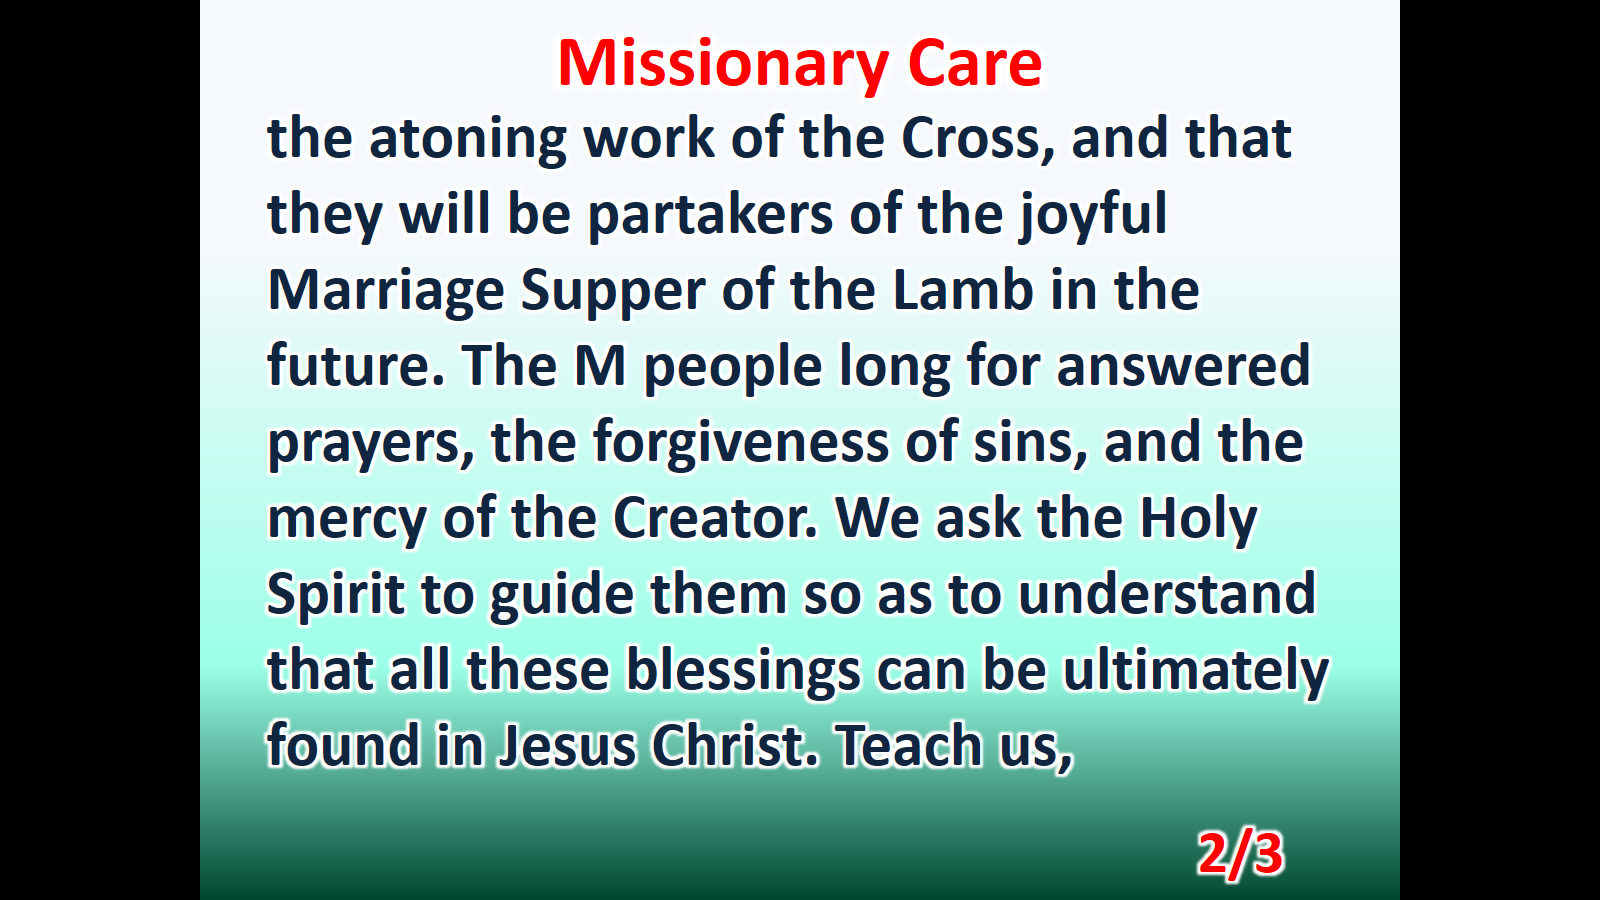 Missionary Care
the atoning work of the Cross, and that
they will be partakers of the joyful
Marriage Supper of the Lamb in the
future. The M people long for answered
prayers, the forgiveness of sins, and the
mercy of the Creator. We ask the Holy
Spirit to guide them so as to understand
that all these blessings can be ultimately
found in Jesus Christ. Teach us,
2/3